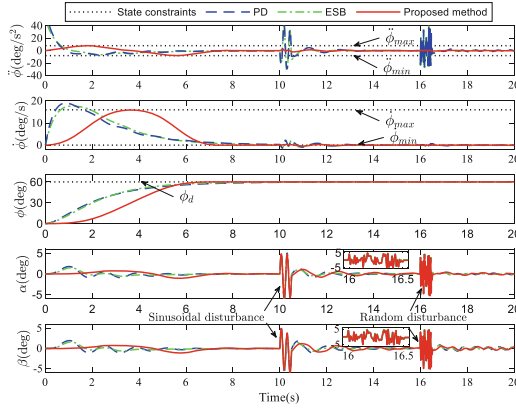 State constraints PD ESB Proposed method
φ̈(deg/s²)
40
20
0
-20
-40
φ̈max
φ̈min
0 2 4 6 8 10 12 14 16 18 20
φ̇(deg/s)
20
10
0
φ̇max
φ̇min
0 2 4 6 8 10 12 14 16 18 20
φ(deg)
60
40
20
0
φd
0 2 4 6 8 10 12 14 16 18 20
α(deg)
5
0
-5
5
-5
16 16.5
0 2 4 6 8 10 12 14 16 18 20
Sinusoidal disturbance Random disturbance
β(deg)
5
0
-5
5
-5
16 16.5
0 2 4 6 8 10 12 14 16 18 20
Time(s)